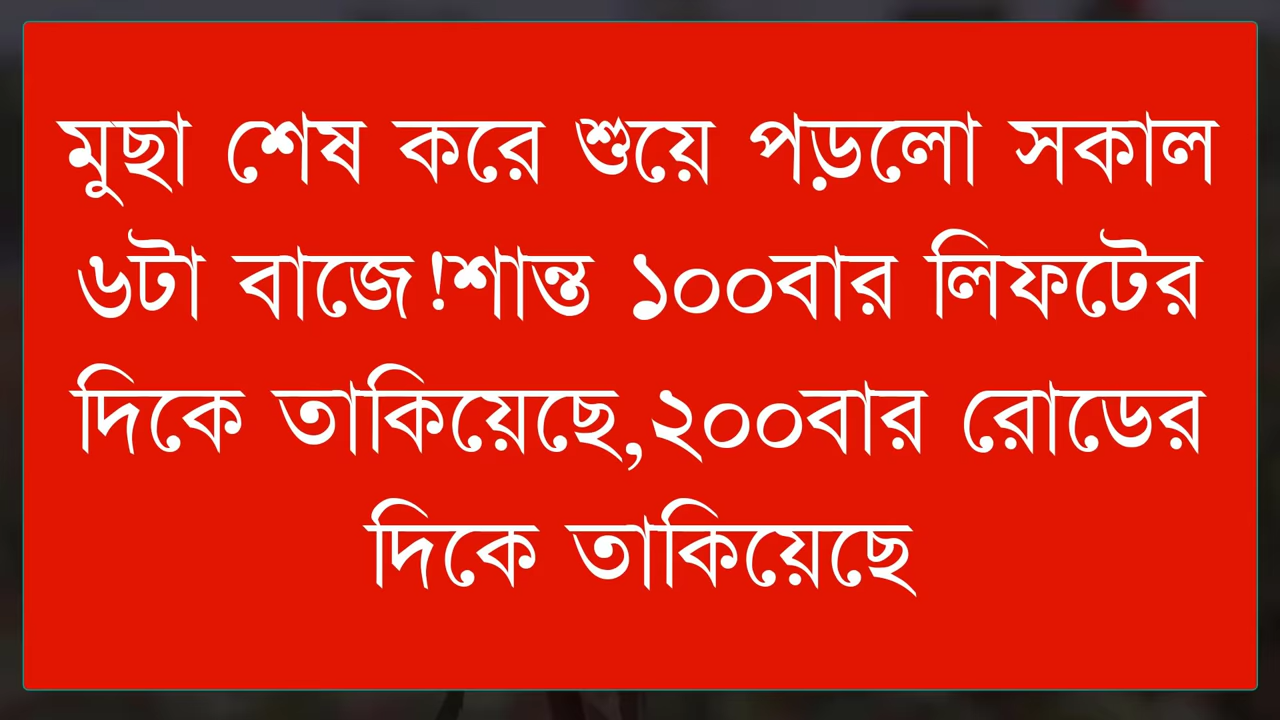 মুছা শেষ করে শুয়ে পড়লো সকাল
৬টা বাজে!শান্ত ১০০বার লিফটের
দিকে তাকিয়েছে,২০০বার রোডের
দিকে তাকিয়েছে